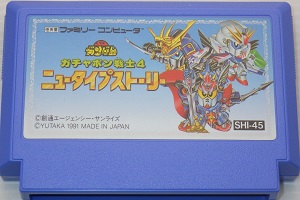 ファミリーコンピュータ
ガチャポン戦士4
ニュータイプストーリー
©創通エージェンシー・サンライズ
©YUTAKA 1991 MADE IN JAPAN
SHI-45